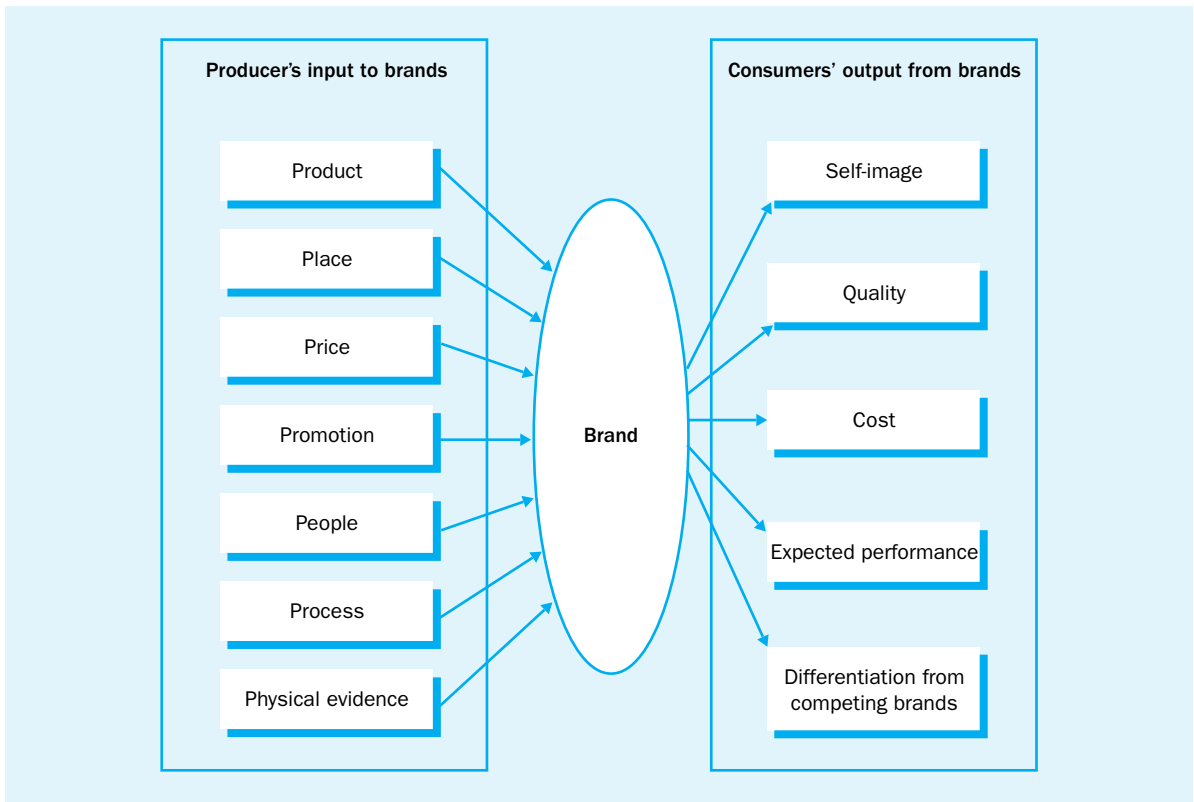 Producer’s input to brands
Product
Place
Price
Promotion
People
Process
Physical evidence
Brand
Consumers’ output from brands
Self-image
Quality
Cost
Expected performance
Differentiation from
competing brands